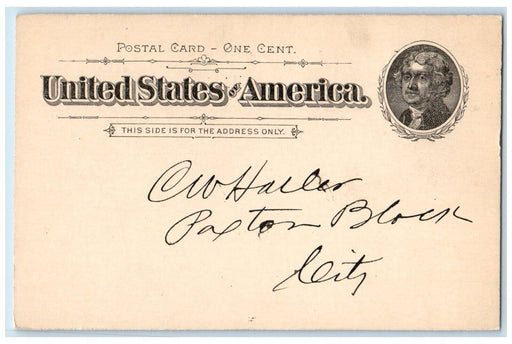 POSTAL CARD - ONE CENT.
United States of America.
THIS SIDE IS FOR THE ADDRESS ONLY.
CW Haller
Paxton Block
City